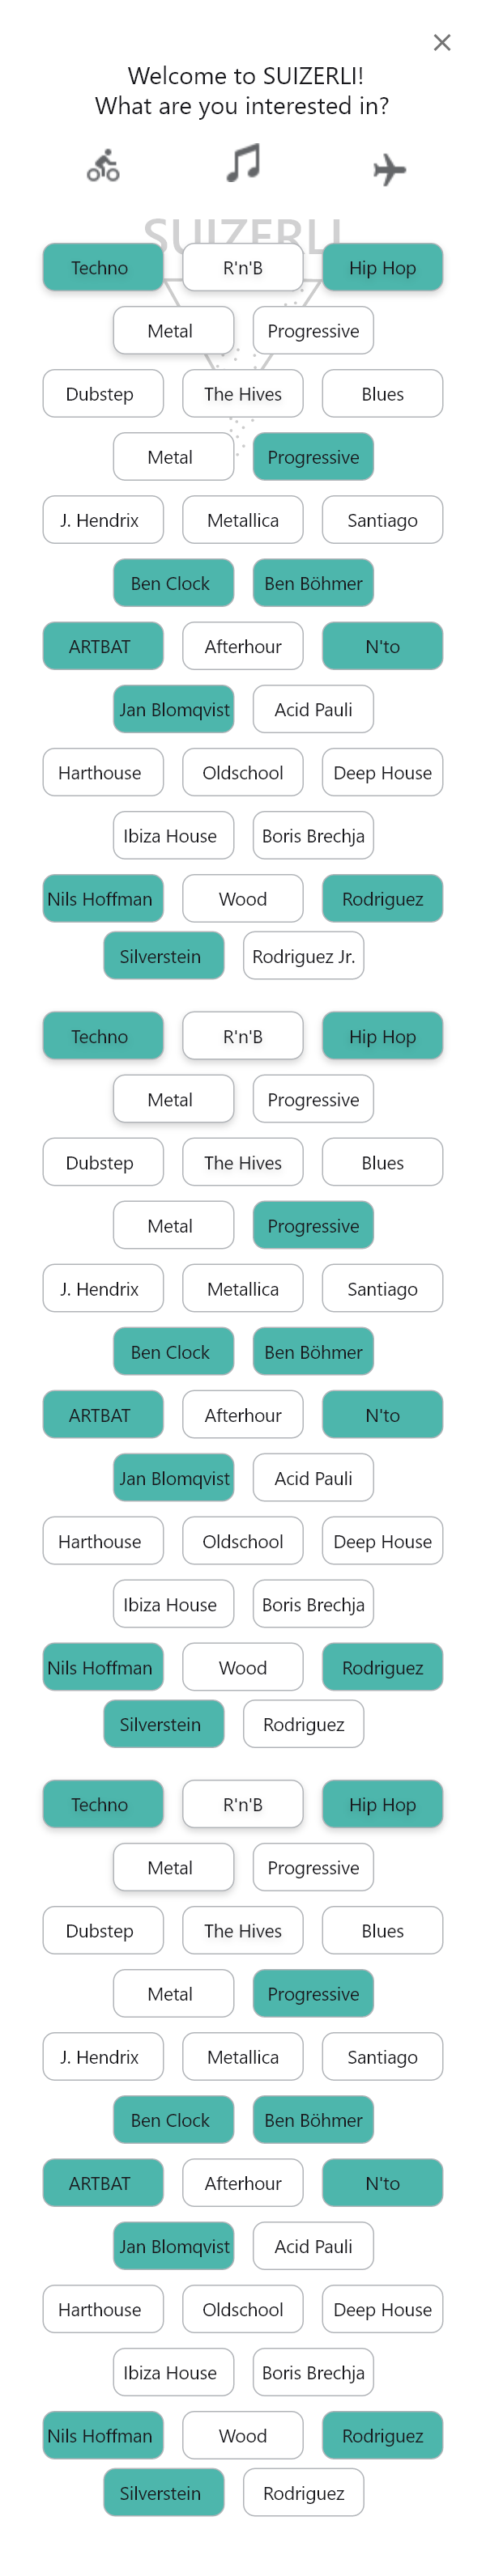 Welcome to SUIZERLI!
What are you interested in?
SUIZERLI
Techno R'n'B Hip Hop
Metal Progressive
Dubstep The Hives Blues
Metal Progressive
J. Hendrix Metallica Santiago
Ben Clock Ben Böhmer
ARTBAT Afterhour N'to
Jan Blomqvist Acid Pauli
Harthouse Oldschool Deep House
Ibiza House Boris Brechja
Nils Hoffman Wood Rodriguez
Silverstein Rodriguez Jr.
Techno R'n'B Hip Hop
Metal Progressive
Dubstep The Hives Blues
Metal Progressive
J. Hendrix Metallica Santiago
Ben Clock Ben Böhmer
ARTBAT Afterhour N'to
Jan Blomqvist Acid Pauli
Harthouse Oldschool Deep House
Ibiza House Boris Brechja
Nils Hoffman Wood Rodriguez
Silverstein Rodriguez
Techno R'n'B Hip Hop
Metal Progressive
Dubstep The Hives Blues
Metal Progressive
J. Hendrix Metallica Santiago
Ben Clock Ben Böhmer
ARTBAT Afterhour N'to
Jan Blomqvist Acid Pauli
Harthouse Oldschool Deep House
Ibiza House Boris Brechja
Nils Hoffman Wood Rodriguez
Silverstein Rodriguez